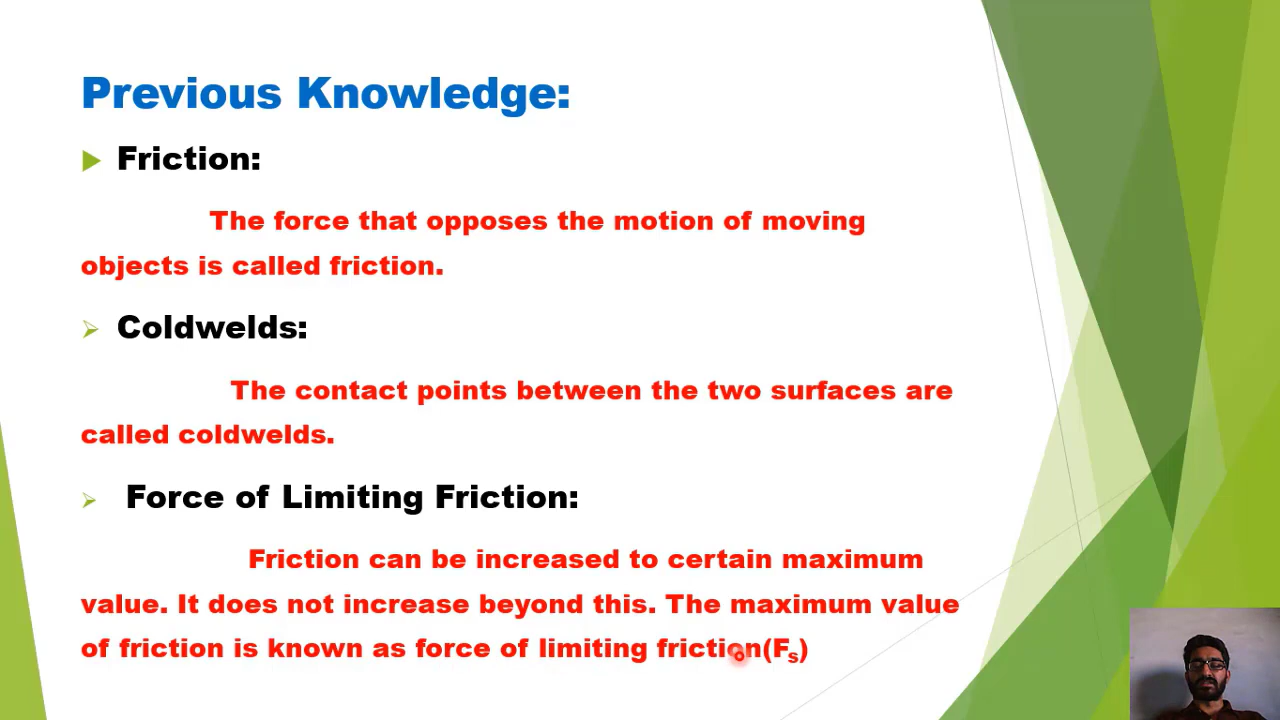 Previous Knowledge:
Friction:
The force that opposes the motion of moving
objects is called friction.
Coldwelds:
The contact points between the two surfaces are
called coldwelds.
Force of Limiting Friction:
Friction can be increased to certain maximum
value. It does not increase beyond this. The maximum value
of friction is known as force of limiting friction(Fs)